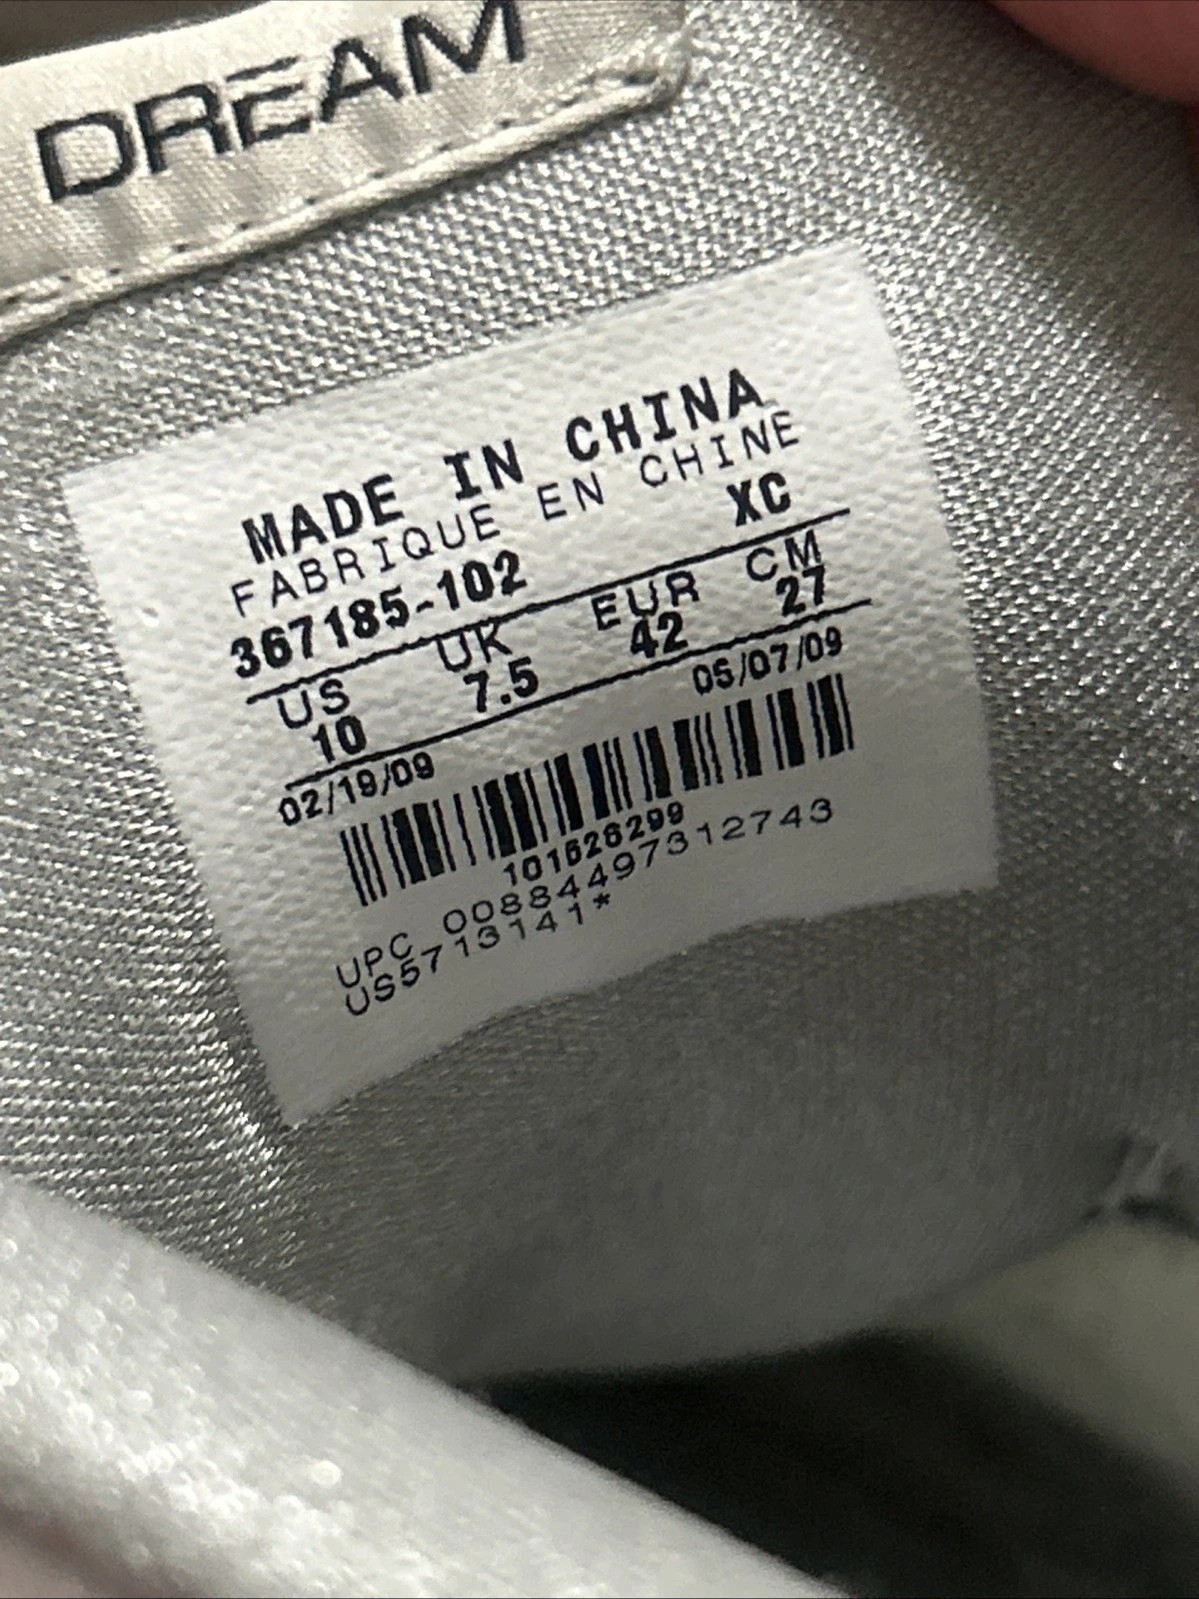 DREAM
MADE IN CHINA
FABRIQUE EN CHINE
367185-102 XC
US UK EUR CM
10 7.5 42 27
02/19/09 05/07/09
101626299
UPC 00884497312743
US5713141*